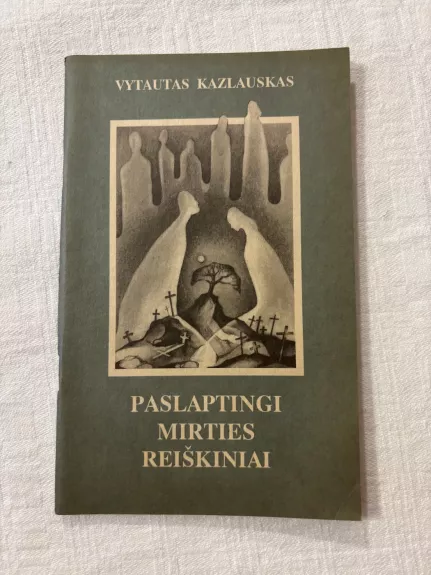 VYTAUTAS KAZLAUSKAS
PASLAPTINGI
MIRTIES
REIŠKINIAI